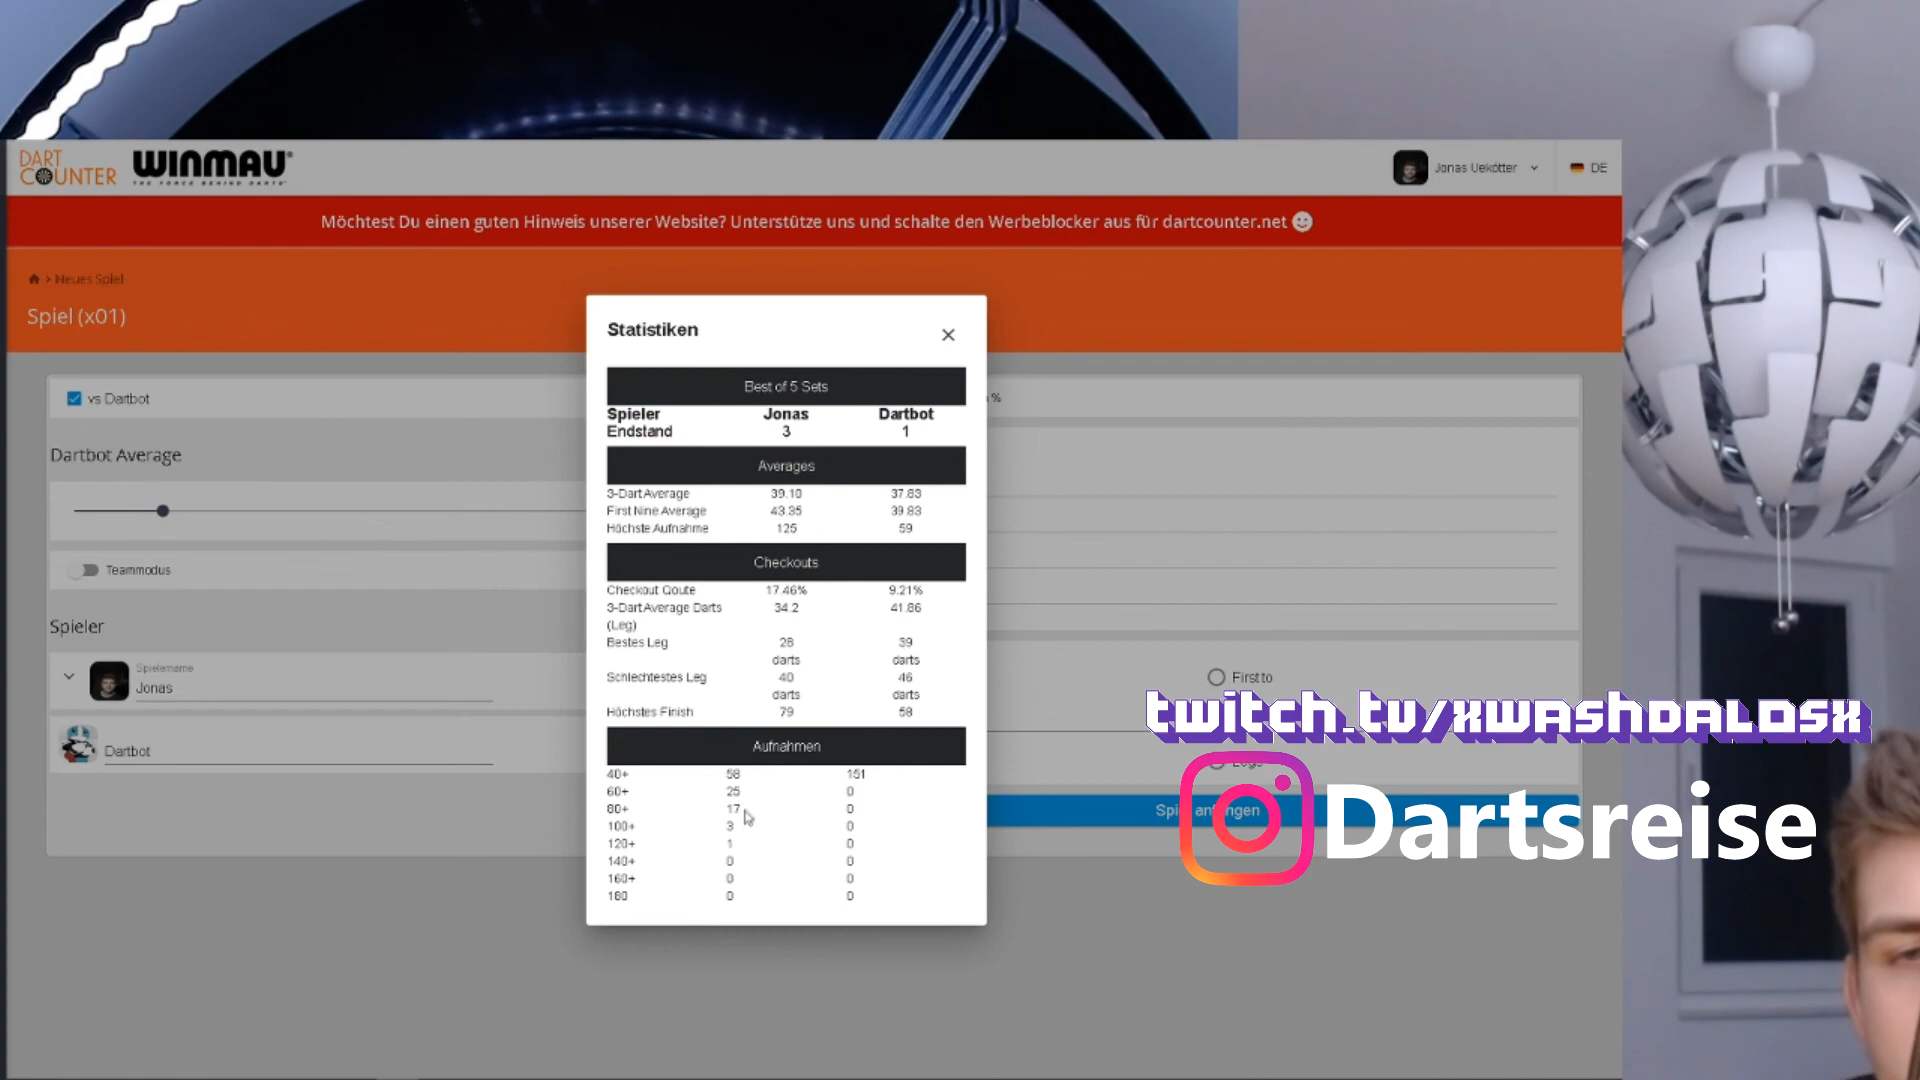 DART
COUNTER
WINMAU®
THE FORCE BEHIND DARTS
Jonas Uekötter
DE
Möchtest Du einen guten Hinweis unserer Website? Unterstütze uns und schalte den Werbeblocker aus für dartcounter.net
> Neues Spiel
Spiel (x01)
vs Dartbot
%
Dartbot Average
Teammodus
Spieler
Spielername
Jonas
Dartbot
First to
Statistiken
Best of 5 Sets
Spieler Jonas Dartbot
Endstand 3 1
Averages
3-Dart Average 39.10 37.83
First Nine Average 43.35 39.83
Höchste Aufnahme 125 59
Checkouts
Checkout Qoute 17.46% 9.21%
3-Dart Average Darts (Leg) 34.2 41.86
Bestes Leg 28 darts 39 darts
Schlechtestes Leg 40 darts 46 darts
Höchstes Finish 79 58
Aufnahmen
40+ 58 151
60+ 25 0
80+ 17 0
100+ 3 0
120+ 1 0
140+ 0 0
160+ 0 0
180 0 0
twitch.tv/xwashdalosx
Dartsreise